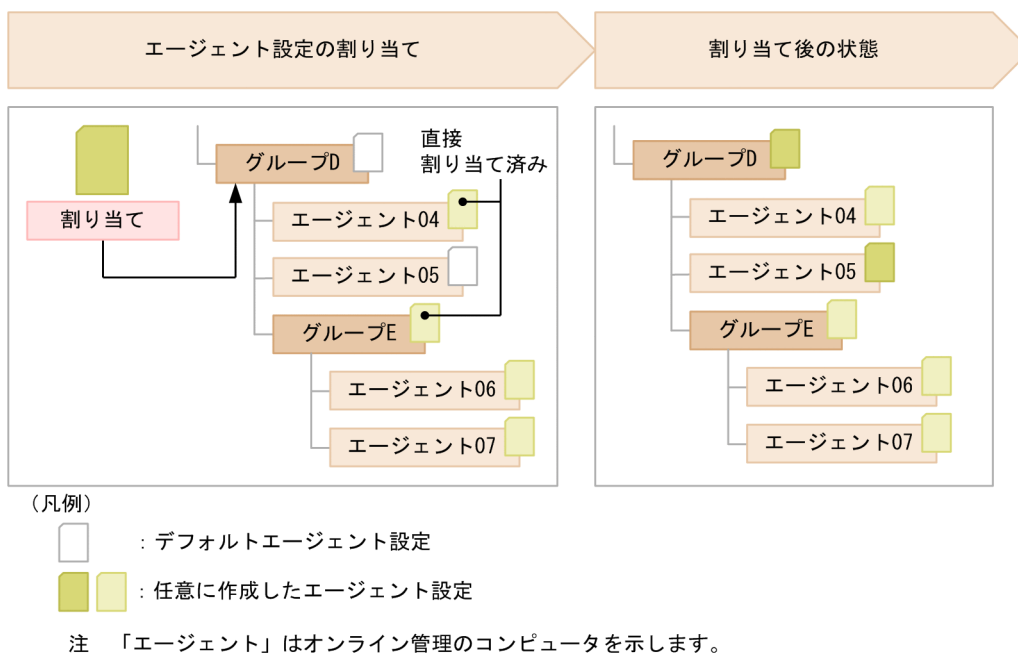 エージェント設定の割り当て
割り当て後の状態
割り当て
直接
割り当て済み
グループD
エージェント04
エージェント05
グループE
エージェント06
エージェント07
グループD
エージェント04
エージェント05
グループE
エージェント06
エージェント07
（凡例）
：デフォルトエージェント設定
：任意に作成したエージェント設定
注 「エージェント」はオンライン管理のコンピュータを示します。